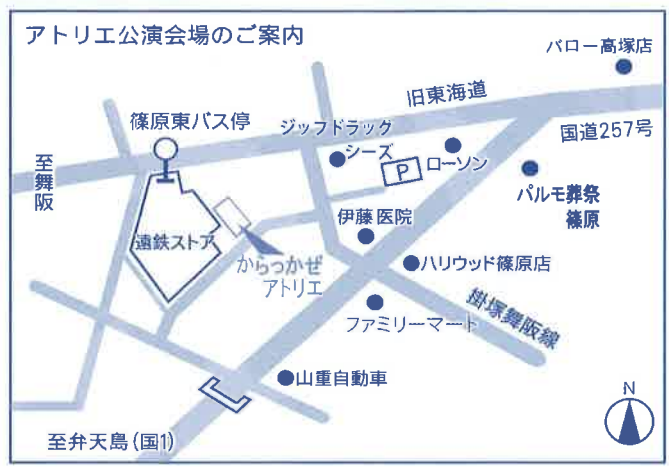 アトリエ公演会場のご案内
バロー高塚店
旧東海道
国道257号
篠原東バス停
ジップドラッグ
シーズ
P
ローソン
至舞阪
パルモ葬祭
篠原
伊藤医院
遠鉄ストア
からっかぜ
アトリエ
ハリウッド篠原店
掛塚舞阪線
ファミリーマート
山重自動車
至弁天島(国1)
N